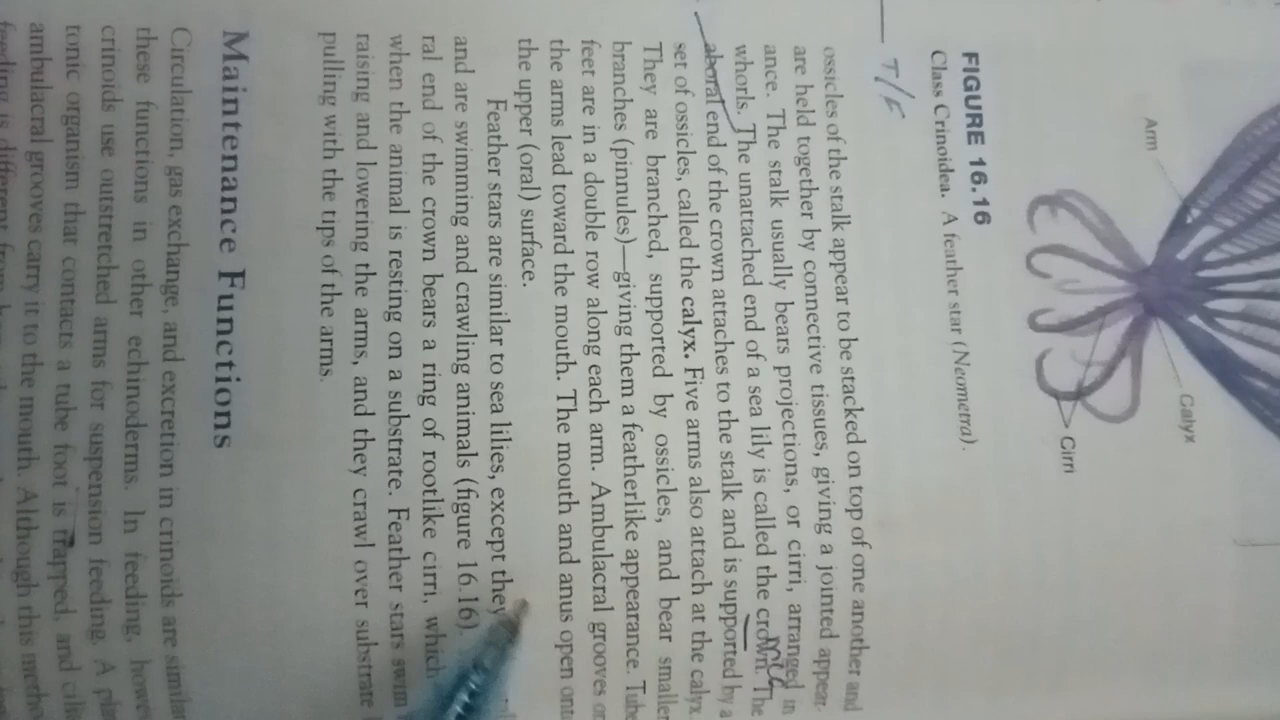 Arm
Calyx
Cirri
FIGURE 16.16
Class Crinoidea. A feather star (Neometra).
T/F
ossicles of the stalk appear to be stacked on top of one another and
are held together by connective tissues, giving a jointed appear-
ance. The stalk usually bears projections, or cirri, arranged in
whorls. The unattached end of a sea lily is called the crown. The
aboral end of the crown attaches to the stalk and is supported by a
set of ossicles, called the calyx. Five arms also attach at the calyx.
They are branched, supported by ossicles, and bear smaller
branches (pinnules)—giving them a featherlike appearance. Tube
feet are in a double row along each arm. Ambulacral grooves on
the arms lead toward the mouth. The mouth and anus open onto
the upper (oral) surface.
Feather stars are similar to sea lilies, except they
and are swimming and crawling animals (figure 16.16).
ral end of the crown bears a ring of rootlike cirri, which
when the animal is resting on a substrate. Feather stars swim
raising and lowering the arms, and they crawl over substrate
pulling with the tips of the arms.
Maintenance Functions
Circulation, gas exchange, and excretion in crinoids are similar
these functions in other echinoderms. In feeding, howe
crinoids use outstretched arms for suspension feeding. A plan
tonic organism that contacts a tube foot is trapped, and cilia
ambulacral grooves carry it to the mouth. Although this metho
feeding is different from